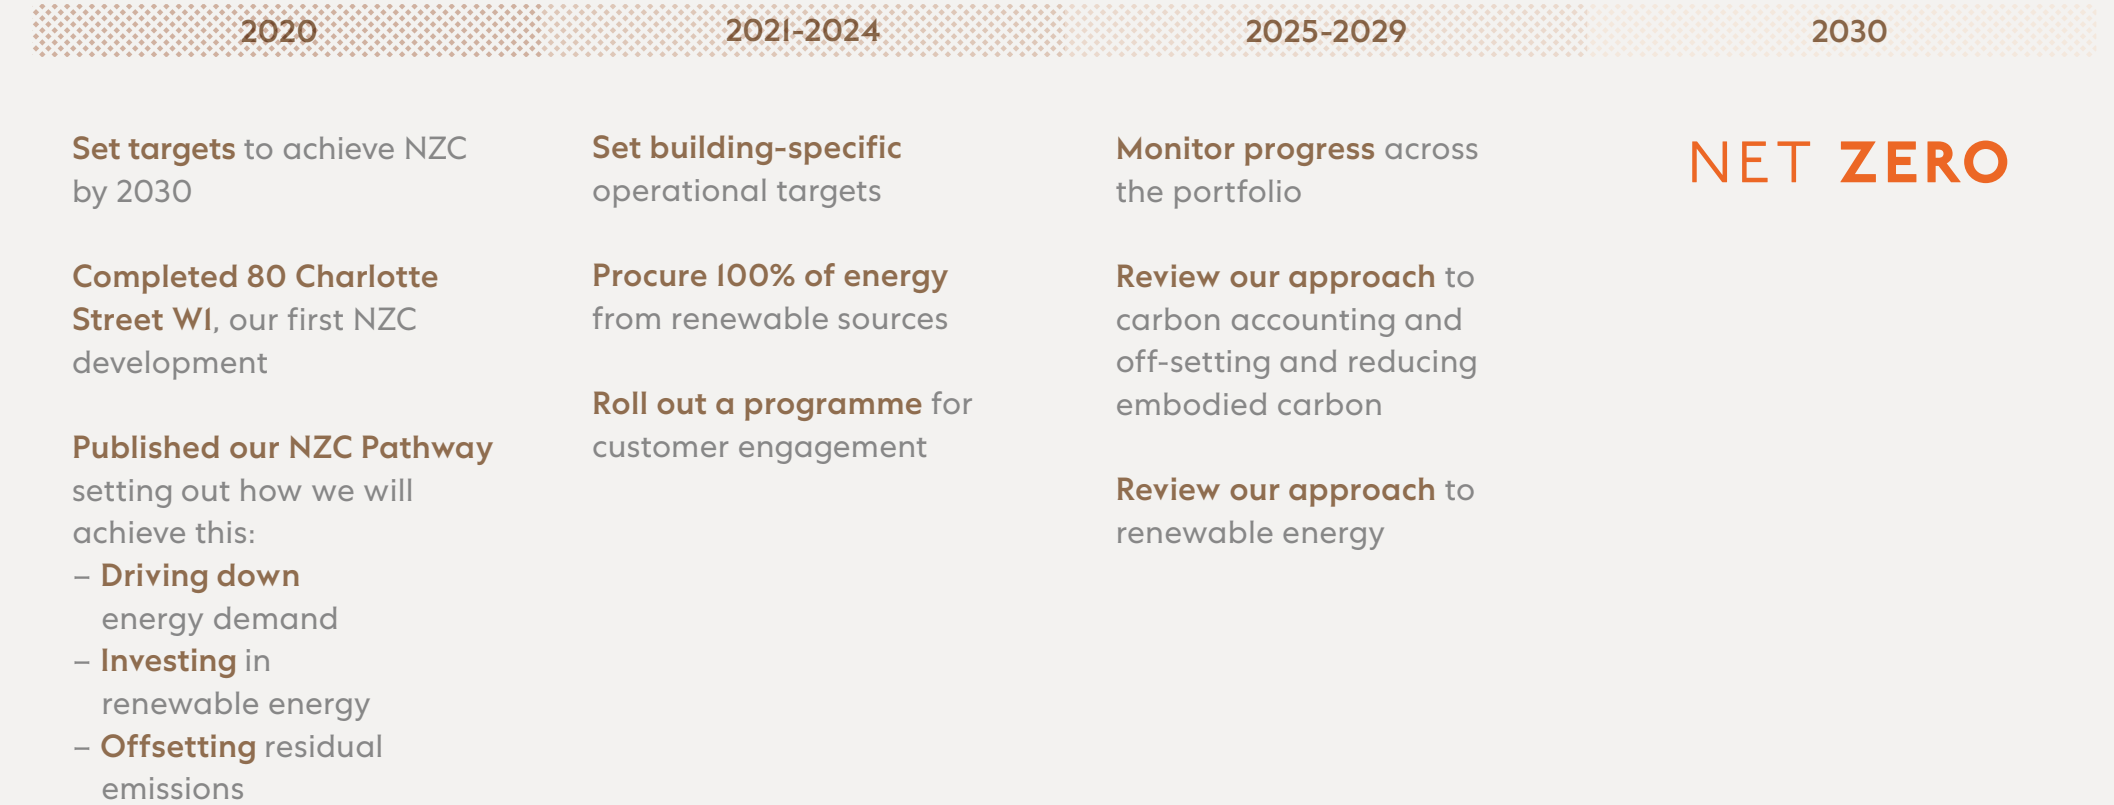 2020
2021-2024
2025-2029
2030
Set targets to achieve NZC
by 2030
Completed 80 Charlotte
Street W1, our first NZC
development
Published our NZC Pathway
setting out how we will
achieve this:
– Driving down
energy demand
– Investing in
renewable energy
– Offsetting residual
emissions
Set building-specific
operational targets
Procure 100% of energy
from renewable sources
Roll out a programme for
customer engagement
Monitor progress across
the portfolio
Review our approach to
carbon accounting and
off-setting and reducing
embodied carbon
Review our approach to
renewable energy
NET ZERO